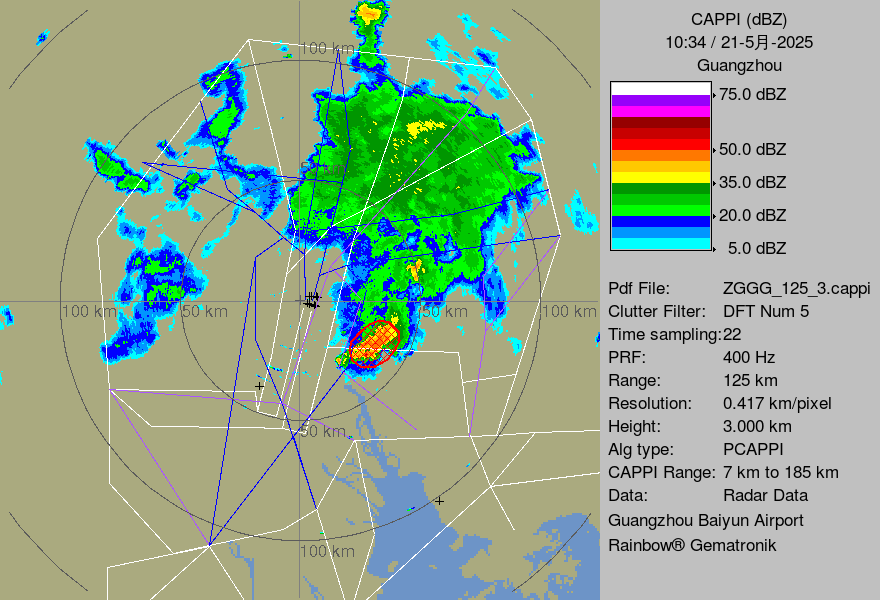 CAPPI (dBZ)
10:34 / 21-5月-2025
Guangzhou
75.0 dBZ
50.0 dBZ
35.0 dBZ
20.0 dBZ
5.0 dBZ
Pdf File: ZGGG_125_3.cappi
Clutter Filter: DFT Num 5
Time sampling:22
PRF: 400 Hz
Range: 125 km
Resolution: 0.417 km/pixel
Height: 3.000 km
Alg type: PCAPPI
CAPPI Range: 7 km to 185 km
Data: Radar Data
Guangzhou Baiyun Airport
Rainbow® Gematronik
100 km
100 km
50 km
50 km
100 km
50 km
100 km